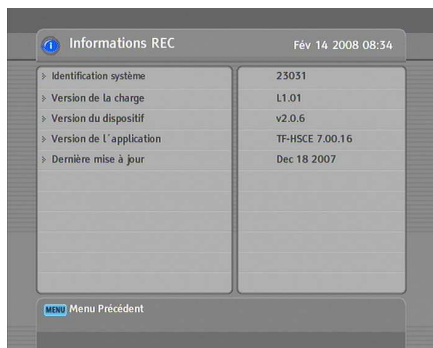 Informations REC Fév 14 2008 08:34
Identification système 23031
Version de la charge L1.01
Version du dispositif v2.0.6
Version de l´application TF-HSCE 7.00.16
Dernière mise à jour Dec 18 2007
MENU Menu Précédent